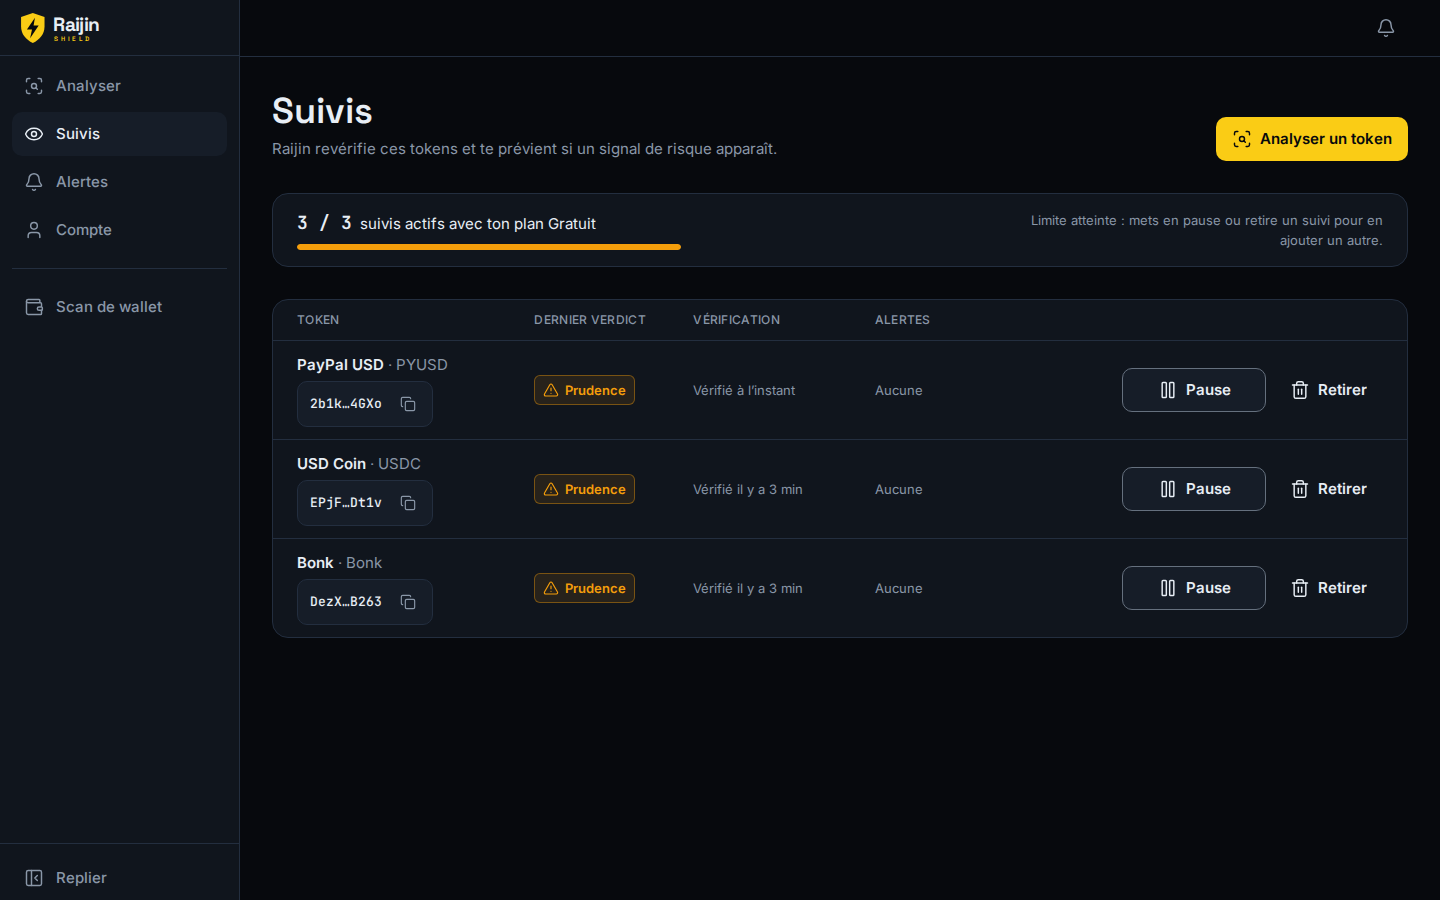 Raijin
SHIELD
Analyser
Suivis
Alertes
Compte
Scan de wallet
Replier
Suivis
Raijin revérifie ces tokens et te prévient si un signal de risque apparaît.
Analyser un token
3 / 3 suivis actifs avec ton plan Gratuit
Limite atteinte : mets en pause ou retire un suivi pour en
ajouter un autre.
TOKEN DERNIER VERDICT VÉRIFICATION ALERTES
PayPal USD · PYUSD
2b1k…4GXo
Prudence
Vérifié à l’instant
Aucune
Pause
Retirer
USD Coin · USDC
EPjF…Dt1v
Prudence
Vérifié il y a 3 min
Aucune
Pause
Retirer
Bonk · Bonk
DezX…B263
Prudence
Vérifié il y a 3 min
Aucune
Pause
Retirer